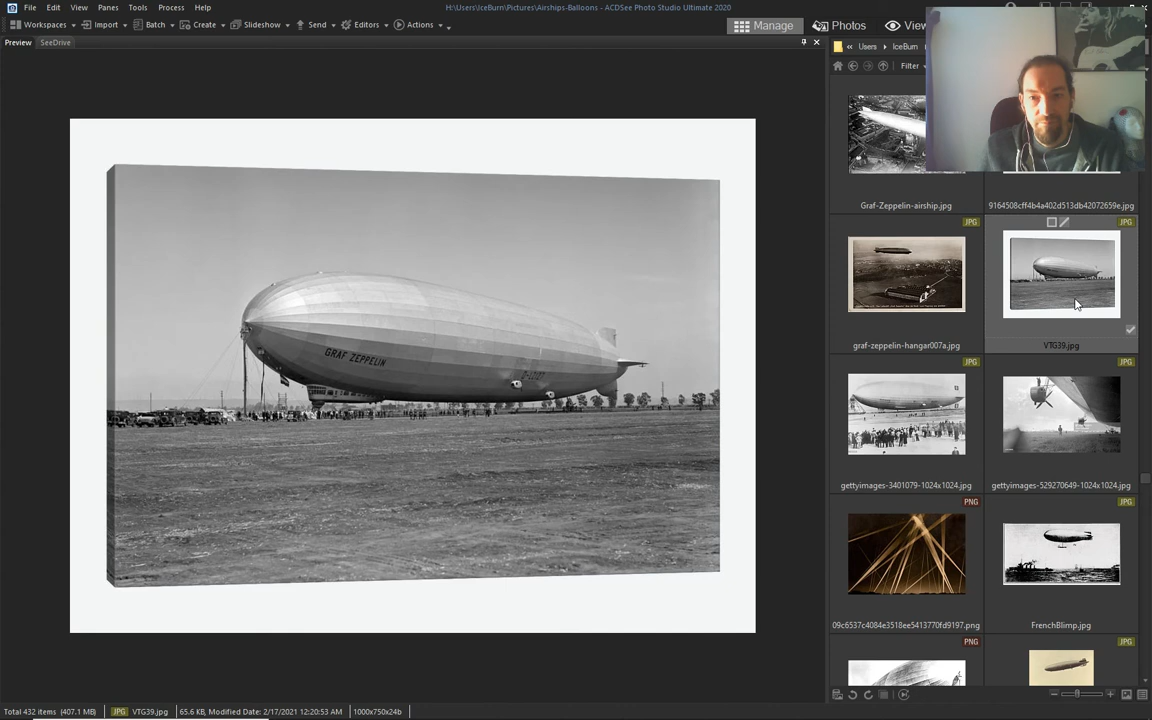 File Edit View Panes Tools Process Help
H:\Users\IceBurn\Pictures\Airships-Balloons - ACDSee Photo Studio Ultimate 2020
Workspaces Import Batch Create Slideshow Send Editors Actions
Manage Photos View
Preview SeeDrive
« Users IceBurn
Filter
Graf-Zeppelin-airship.jpg
9164508cff4b4a402d513db42072659e.jpg
JPG
JPG
graf-zeppelin-hangar007a.jpg
VTG39.jpg
GRAF ZEPPELIN
JPG
JPG
gettyimages-3401079-1024x1024.jpg
gettyimages-529270649-1024x1024.jpg
PNG
JPG
09c6537c4084e3518ee5413770fd9197.png
FrenchBlimp.jpg
PNG
JPG
Total 432 items (407.1 MB)
JPG VTG39.jpg
65.6 KB, Modified Date: 2/17/2021 12:20:53 AM
1000x750x24b